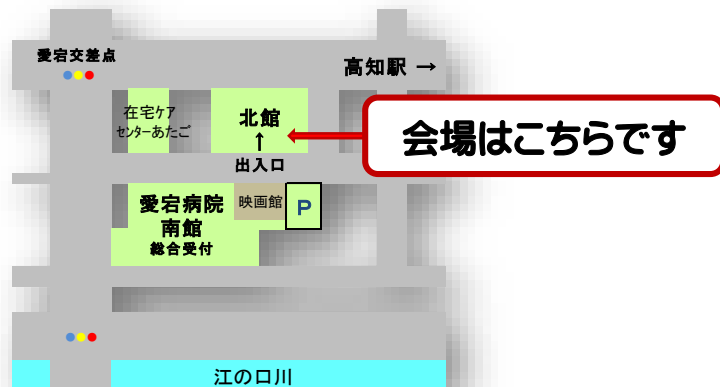 愛宕交差点
高知駅 →
在宅ケア
センターあたご
北館
↑
出入口
会場はこちらです
愛宕病院
南館
総合受付
映画館
P
江の口川